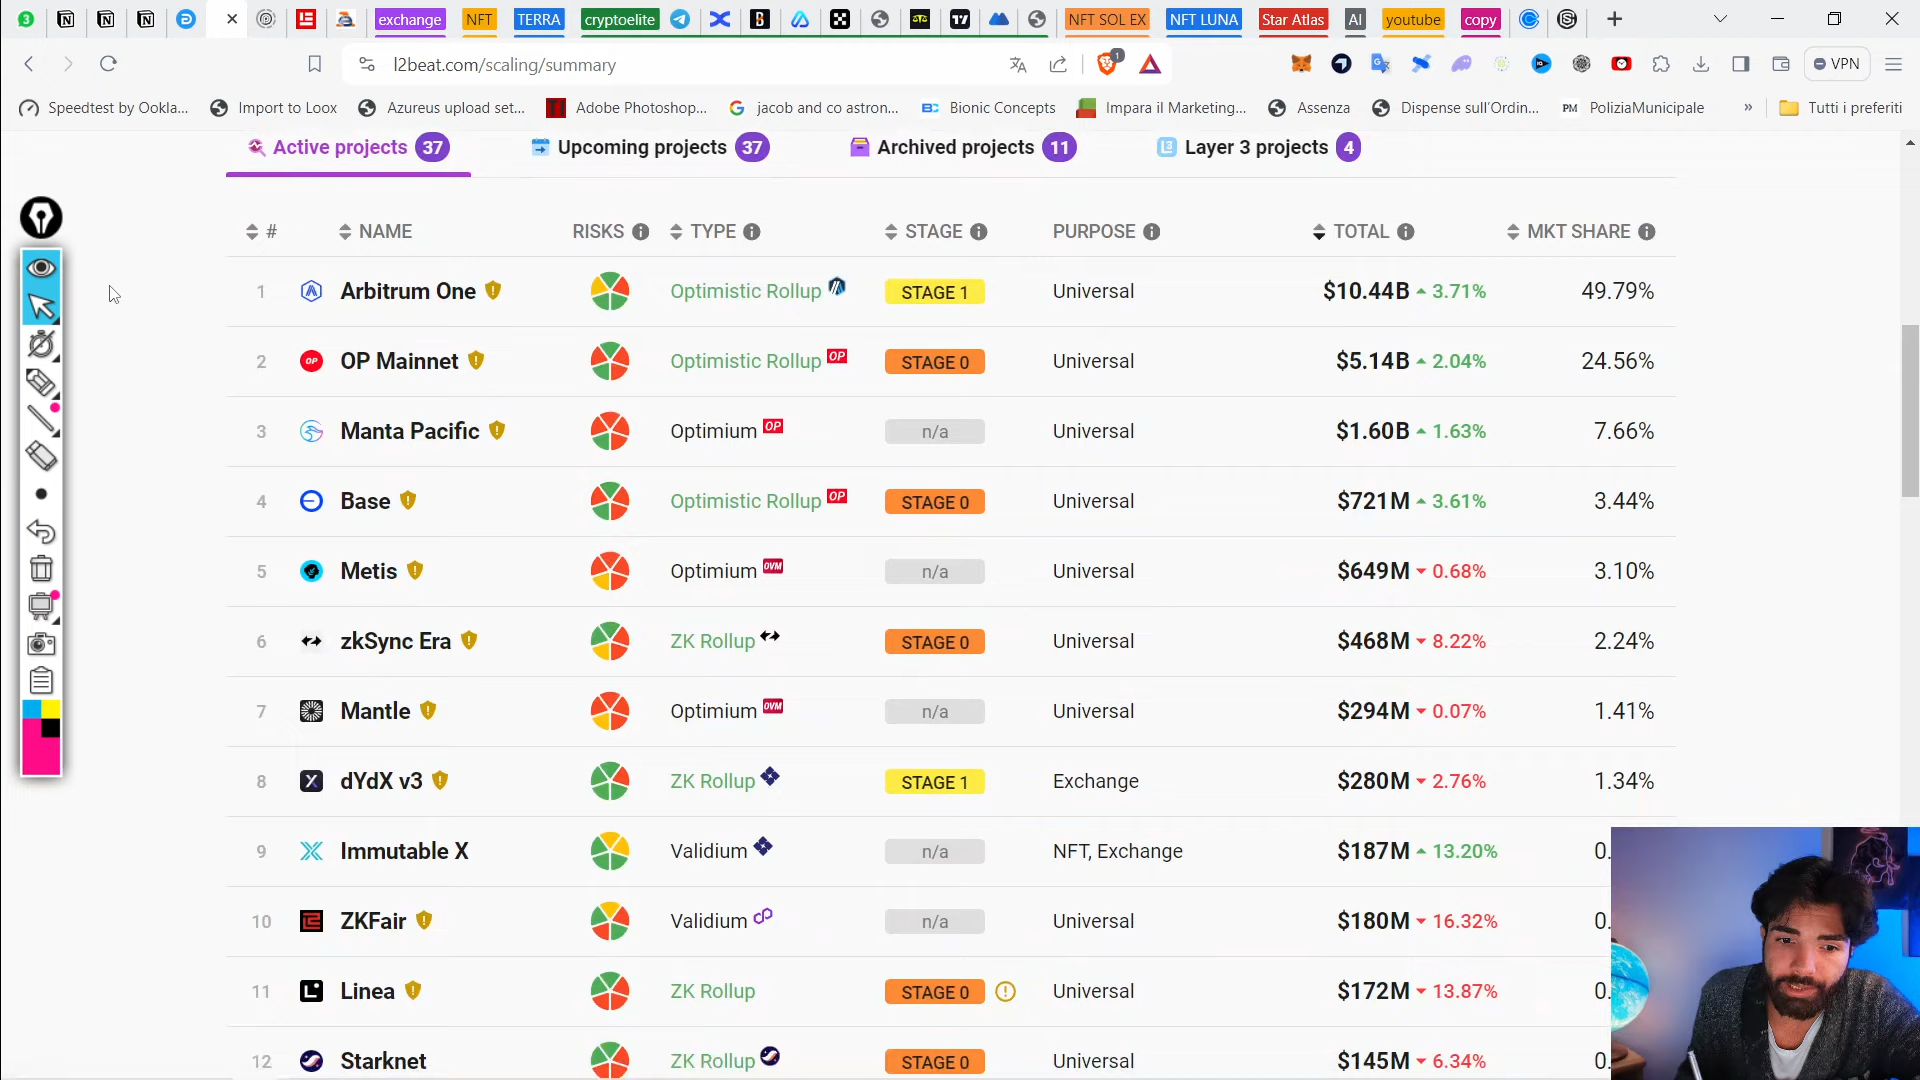 3 exchange NFT TERRA cryptoelite NFT SOL EX NFT LUNA Star Atlas AI youtube copy
l2beat.com/scaling/summary 1 VPN
Speedtest by Ookla... Import to Loox Azureus upload set... Adobe Photoshop... jacob and co astron... Bionic Concepts Impara il Marketing... Assenza Dispense sull'Ordin... PM PoliziaMunicipale » Tutti i preferiti
Active projects 37 Upcoming projects 37 Archived projects 11 Layer 3 projects 4
# NAME RISKS TYPE STAGE PURPOSE TOTAL MKT SHARE
1 Arbitrum One Optimistic Rollup STAGE 1 Universal $10.44B 3.71% 49.79%
2 OP OP Mainnet Optimistic Rollup OP STAGE 0 Universal $5.14B 2.04% 24.56%
3 Manta Pacific Optimium OP n/a Universal $1.60B 1.63% 7.66%
4 Base Optimistic Rollup OP STAGE 0 Universal $721M 3.61% 3.44%
5 Metis Optimium OVM n/a Universal $649M 0.68% 3.10%
6 zkSync Era ZK Rollup STAGE 0 Universal $468M 8.22% 2.24%
7 Mantle Optimium OVM n/a Universal $294M 0.07% 1.41%
8 dYdX v3 ZK Rollup STAGE 1 Exchange $280M 2.76% 1.34%
9 Immutable X Validium n/a NFT, Exchange $187M 13.20% 0.
10 ZKFair Validium n/a Universal $180M 16.32% 0.
11 Linea ZK Rollup STAGE 0 Universal $172M 13.87% 0.
12 Starknet ZK Rollup STAGE 0 Universal $145M 6.34% 0.